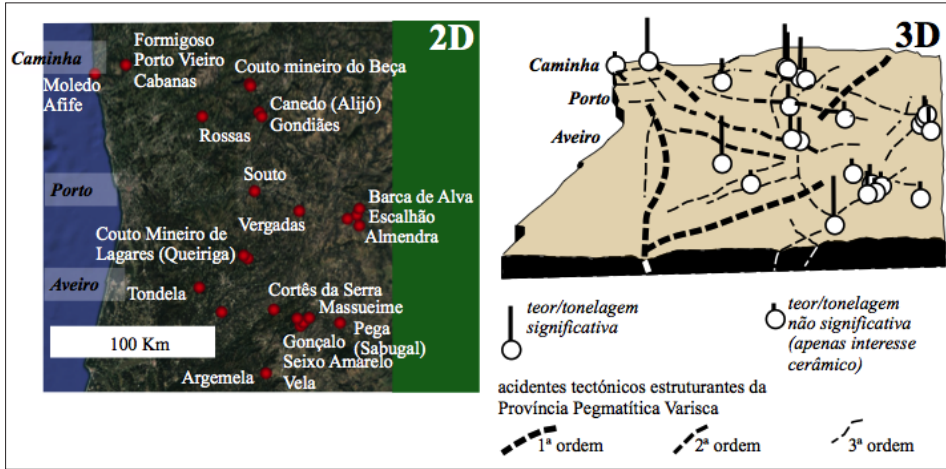 2D
Caminha
Formigoso
Porto Vieiro
Cabanas
Couto mineiro do Beça
Moledo
Afife
Canedo (Alijó)
Gondiães
Rossas
Souto
Porto
Barca de Alva
Escalhão
Almendra
Vergadas
Couto Mineiro de
Lagares (Queiriga)
Aveiro
Tondela
Cortês da Serra
Massueime
Pega
(Sabugal)
Gonçalo
Seixo Amarelo
Vela
100 Km
Argemela
3D
Caminha
Porto
Aveiro
teor/tonelagem
significativa
teor/tonelagem
não significativa
(apenas interesse
cerâmico)
acidentes tectónicos estruturantes da
Província Pegmatítica Varisca
1ª ordem
2ª ordem
3ª ordem